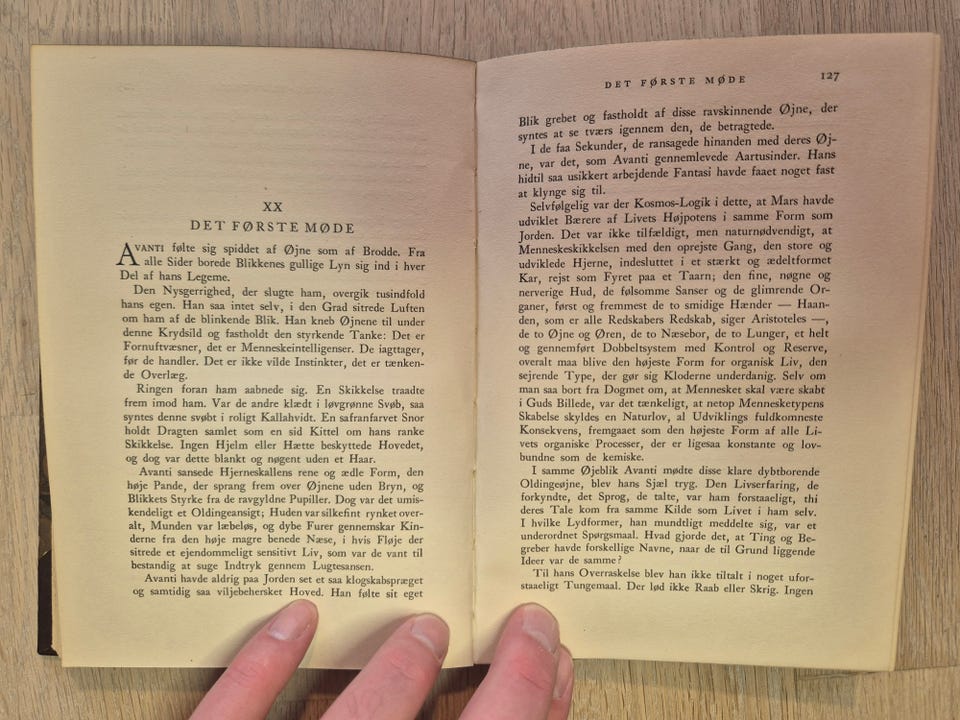 XX
DET FØRSTE MØDE
AVANTI følte sig spiddet af Øjne som af Brodde. Fra
alle Sider borede Blikkenes gullige Lyn sig ind i hver
Del af hans Legeme.
Den Nysgerrighed, der slugte ham, overgik tusindfold
hans egen. Han saa intet selv, i den Grad sitrede Luften
om ham af de blinkende Blik. Han kneb Øjnene til under
denne Krydsild og fastholdt den styrkende Tanke: Det er
Fornuftvæsner, det er Menneskeintelligenser. De iagttager,
før de handler. Det er ikke vilde Instinkter, det er tænken-
de Overlæg.
Ringen foran ham aabnede sig. En Skikkelse traadte
frem imod ham. Var de andre klædt i løvgrønne Svøb, saa
syntes denne svøbt i roligt Kallahvidt. En safranfarvet Snor
holdt Dragten samlet som en sid Kittel om hans ranke
Skikkelse. Ingen Hjelm eller Hætte beskyttede Hovedet,
og dog var dette blankt og nøgent uden et Haar.
Avanti sansede Hjerneskallens rene og ædle Form, den
høje Pande, der sprang frem over Øjnene uden Bryn, og
Blikkets Styrke fra de ravgyldne Pupiller. Dog var det umis-
kendeligt et Oldingeansigt; Huden var silkefint rynket over-
alt, Munden var læbeløs, og dybe Furer gennemskar Kin-
derne fra den høje magre benede Næse, i hvis Fløje der
sitrede et ejendommeligt sensitivt Liv, som var de vant til
bestandig at suge Indtryk gennem Lugtesansen.
Avanti havde aldrig paa Jorden set et saa klogskabspræget
og samtidig saa viljebehersket Hoved. Han følte sit eget
DET FØRSTE MØDE 127
Blik grebet og fastholdt af disse ravskinnende Øjne, der
syntes at se tværs igennem den, de betragtede.
I de faa Sekunder, de ransagede hinanden med deres Øj-
ne, var det, som Avanti gennemlevede Aartusinder. Hans
hidtil saa usikkert arbejdende Fantasi havde faaet noget fast
at klynge sig til.
Selvfølgelig var der Kosmos-Logik i dette, at Mars havde
udviklet Bærere af Livets Højpotens i samme Form som
Jorden. Det var ikke tilfældigt, men naturnødvendigt, at
Menneskeskikkelsen med den oprejste Gang, den store og
udviklede Hjerne, indesluttet i et stærkt og ædeltformet
Kar, rejst som Fyret paa et Taarn; den fine, nøgne og
nerverige Hud, de følsomme Sanser og de glimrende Or-
ganer, først og fremmest de to smidige Hænder — Haan-
den, som er alle Redskabers Redskab, siger Aristoteles —,
de to Øjne og Øren, de to Næsebor, de to Lunger, et helt
og gennemført Dobbeltsystem med Kontrol og Reserve,
overalt maa blive den højeste Form for organisk Liv, den
sejrende Type, der gør sig Kloderne underdanig. Selv om
man saa bort fra Dogmet om, at Mennesket skal være skabt
i Guds Billede, var det tænkeligt, at netop Mennesketypens
Skabelse skyldes en Naturlov, al Udviklings fuldkomneste
Konsekvens, fremgaaet som den højeste Form af alle Li-
vets organiske Processer, der er ligesaa konstante og lov-
bundne som de kemiske.
I samme Øjeblik Avanti mødte disse klare dybtborende
Oldingeøjne, blev hans Sjæl tryg. Den Livserfaring, de
forkyndte, det Sprog, de talte, var ham forstaaeligt, thi
deres Tale kom fra samme Kilde som Livet i ham selv.
I hvilke Lydformer, han mundtligt meddelte sig, var et
underordnet Spørgsmaal. Hvad gjorde det, at Ting og Be-
greber havde forskellige Navne, naar de til Grund liggende
Ideer var de samme?
Til hans Overraskelse blev han ikke tiltalt i noget ufor-
staaeligt Tungemaal. Der lød ikke Raab eller Skrig. Ingen